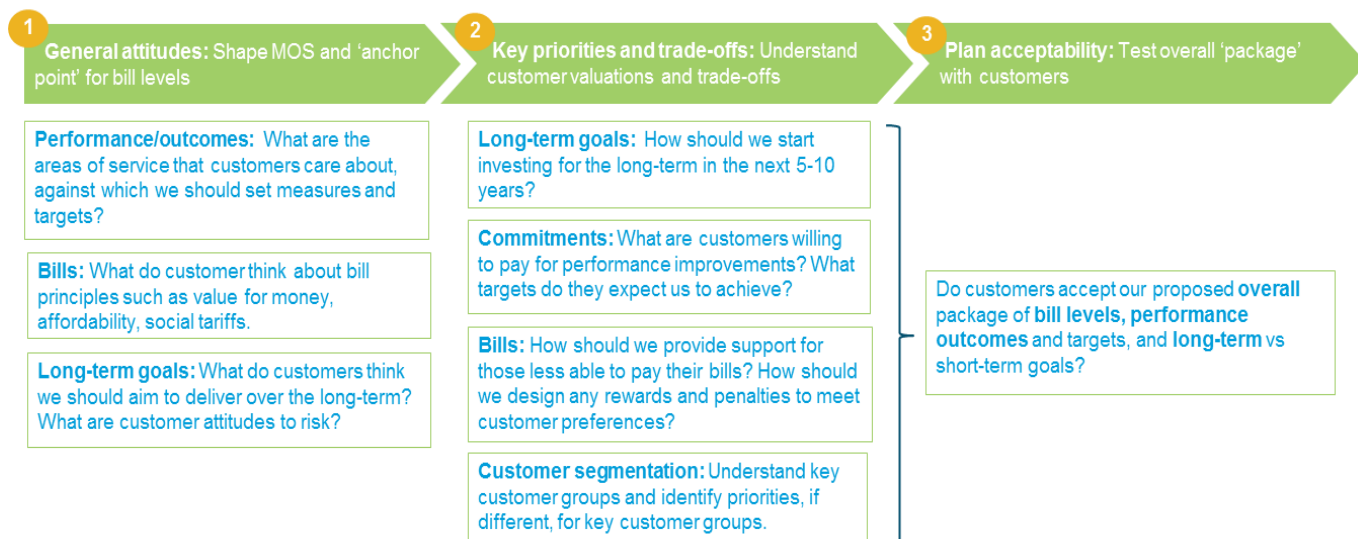 1
General attitudes: Shape MOS and ‘anchor
point’ for bill levels
2
Key priorities and trade-offs: Understand
customer valuations and trade-offs
3
Plan acceptability: Test overall ‘package’
with customers
Performance/outcomes: What are the
areas of service that customers care about,
against which we should set measures and
targets?
Bills: What do customer think about bill
principles such as value for money,
affordability, social tariffs.
Long-term goals: What do customers think
we should aim to deliver over the long-term?
What are customer attitudes to risk?
Long-term goals: How should we start
investing for the long-term in the next 5-10
years?
Commitments: What are customers willing
to pay for performance improvements? What
targets do they expect us to achieve?
Bills: How should we provide support for
those less able to pay their bills? How should
we design any rewards and penalties to meet
customer preferences?
Customer segmentation: Understand key
customer groups and identify priorities, if
different, for key customer groups.
Do customers accept our proposed overall
package of bill levels, performance
outcomes and targets, and long-term vs
short-term goals?